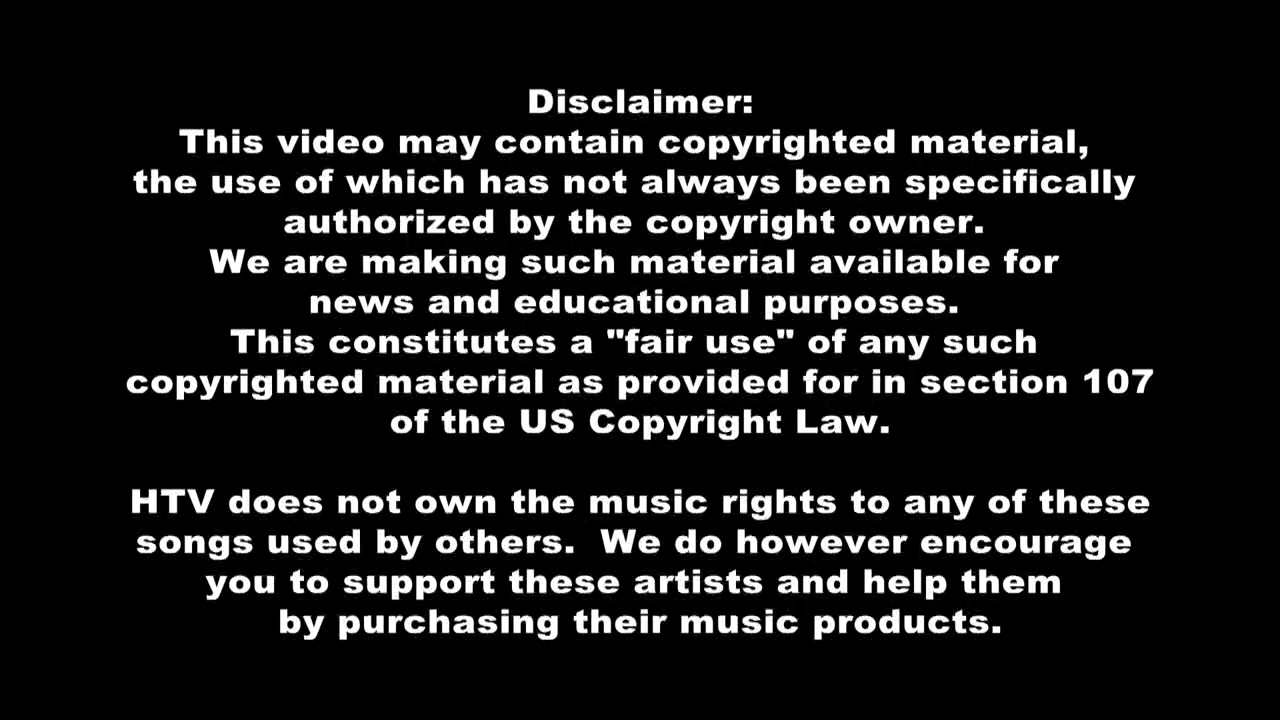 Disclaimer:
This video may contain copyrighted material,
the use of which has not always been specifically
authorized by the copyright owner.
We are making such material available for
news and educational purposes.
This constitutes a "fair use" of any such
copyrighted material as provided for in section 107
of the US Copyright Law.
HTV does not own the music rights to any of these
songs used by others.  We do however encourage
you to support these artists and help them
by purchasing their music products.